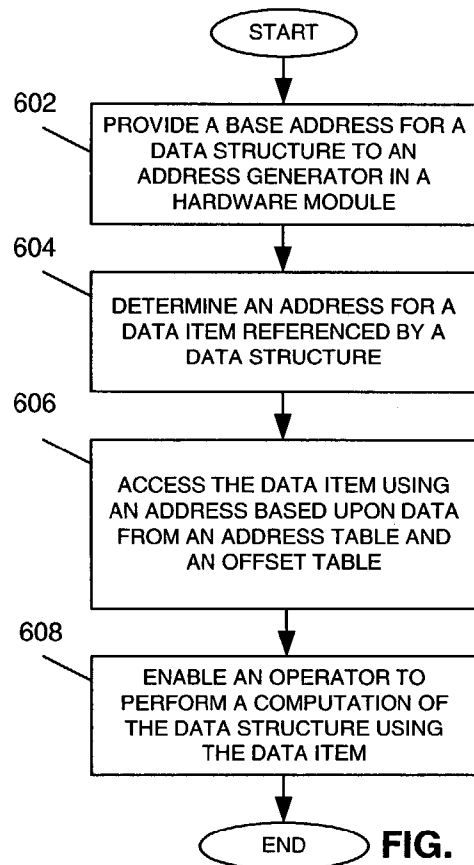 START
602
PROVIDE A BASE ADDRESS FOR A
DATA STRUCTURE TO AN
ADDRESS GENERATOR IN A
HARDWARE MODULE
604
DETERMINE AN ADDRESS FOR A
DATA ITEM REFERENCED BY A
DATA STRUCTURE
606
ACCESS THE DATA ITEM USING
AN ADDRESS BASED UPON DATA
FROM AN ADDRESS TABLE AND
AN OFFSET TABLE
608
ENABLE AN OPERATOR TO
PERFORM A COMPUTATION OF
THE DATA STRUCTURE USING
THE DATA ITEM
END
FIG.